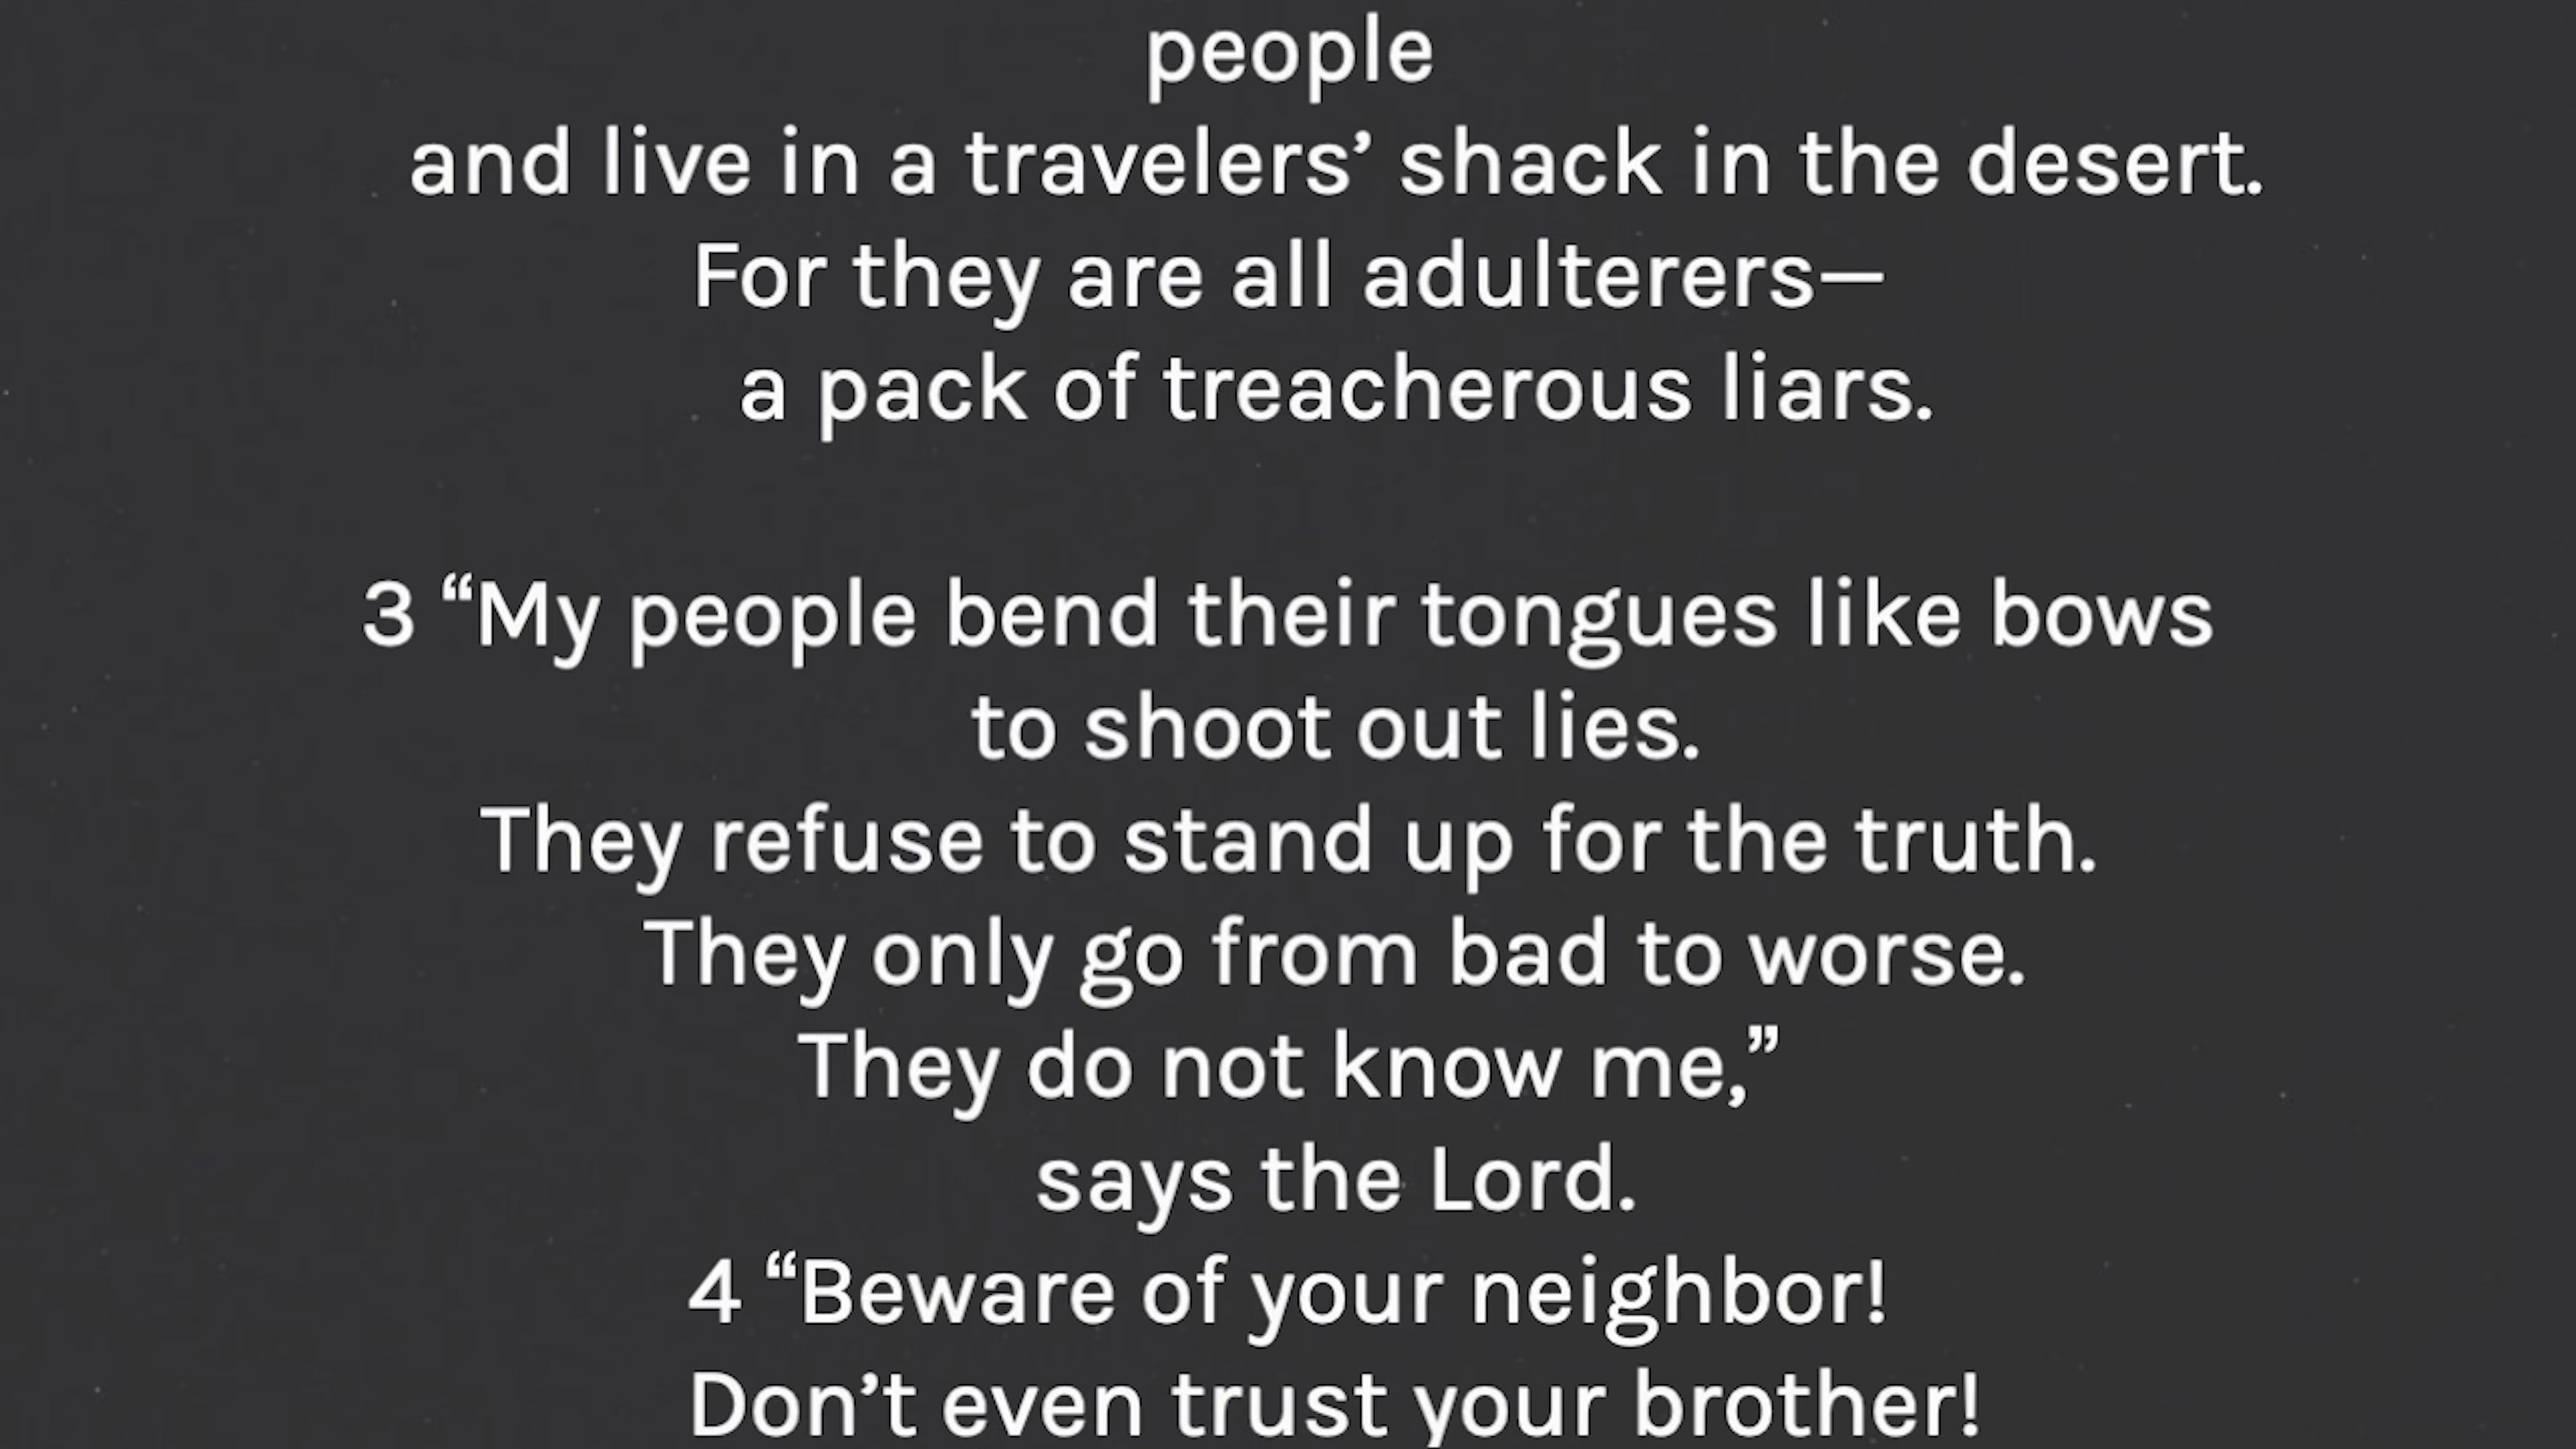 people
and live in a travelers’ shack in the desert.
For they are all adulterers—
a pack of treacherous liars.
3 “My people bend their tongues like bows
to shoot out lies.
They refuse to stand up for the truth.
They only go from bad to worse.
They do not know me,”
says the Lord.
4 “Beware of your neighbor!
Don’t even trust your brother!